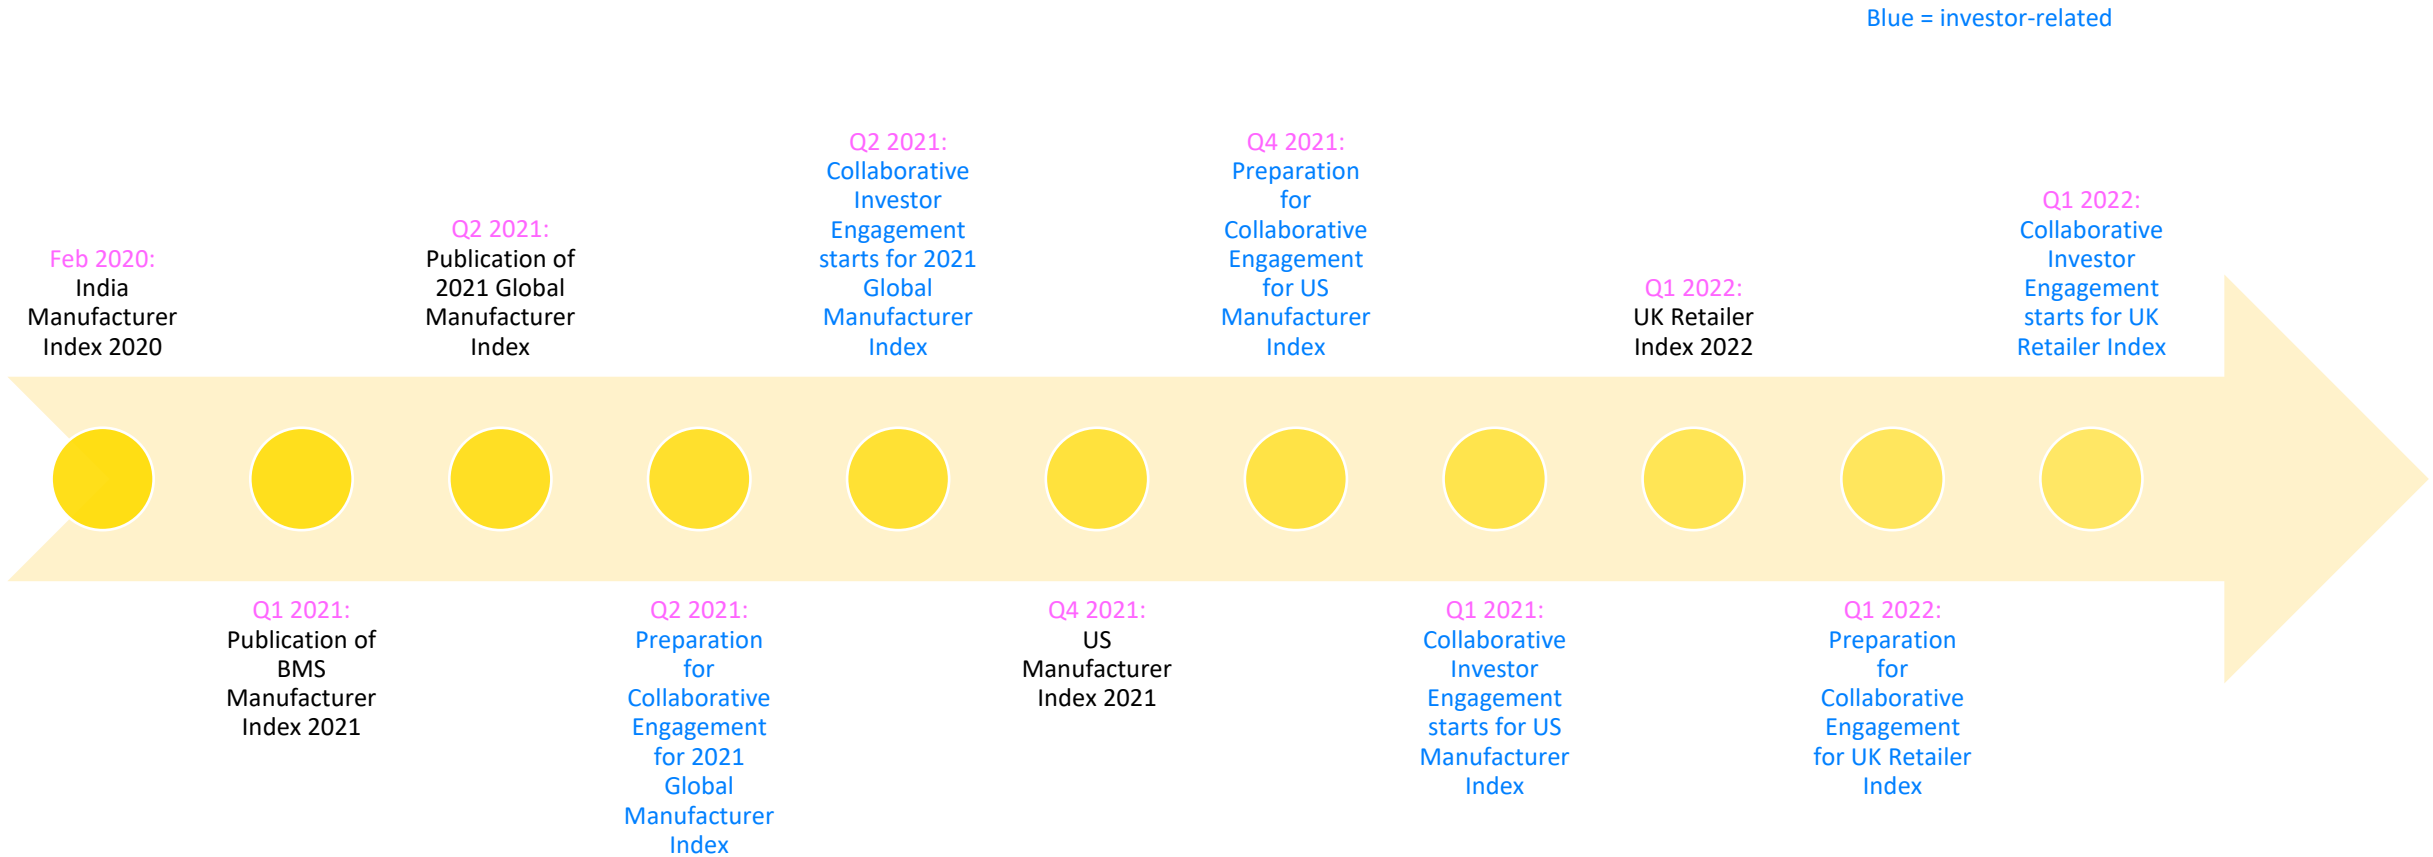 Blue = investor-related
Feb 2020:
India
Manufacturer
Index 2020
Q1 2021:
Publication of
BMS
Manufacturer
Index 2021
Q2 2021:
Publication of
2021 Global
Manufacturer
Index
Q2 2021:
Preparation
for
Collaborative
Engagement
for 2021
Global
Manufacturer
Index
Q2 2021:
Collaborative
Investor
Engagement
starts for 2021
Global
Manufacturer
Index
Q4 2021:
US
Manufacturer
Index 2021
Q4 2021:
Preparation
for
Collaborative
Engagement
for US
Manufacturer
Index
Q1 2021:
Collaborative
Investor
Engagement
starts for US
Manufacturer
Index
Q1 2022:
UK Retailer
Index 2022
Q1 2022:
Preparation
for
Collaborative
Engagement
for UK Retailer
Index
Q1 2022:
Collaborative
Investor
Engagement
starts for UK
Retailer Index